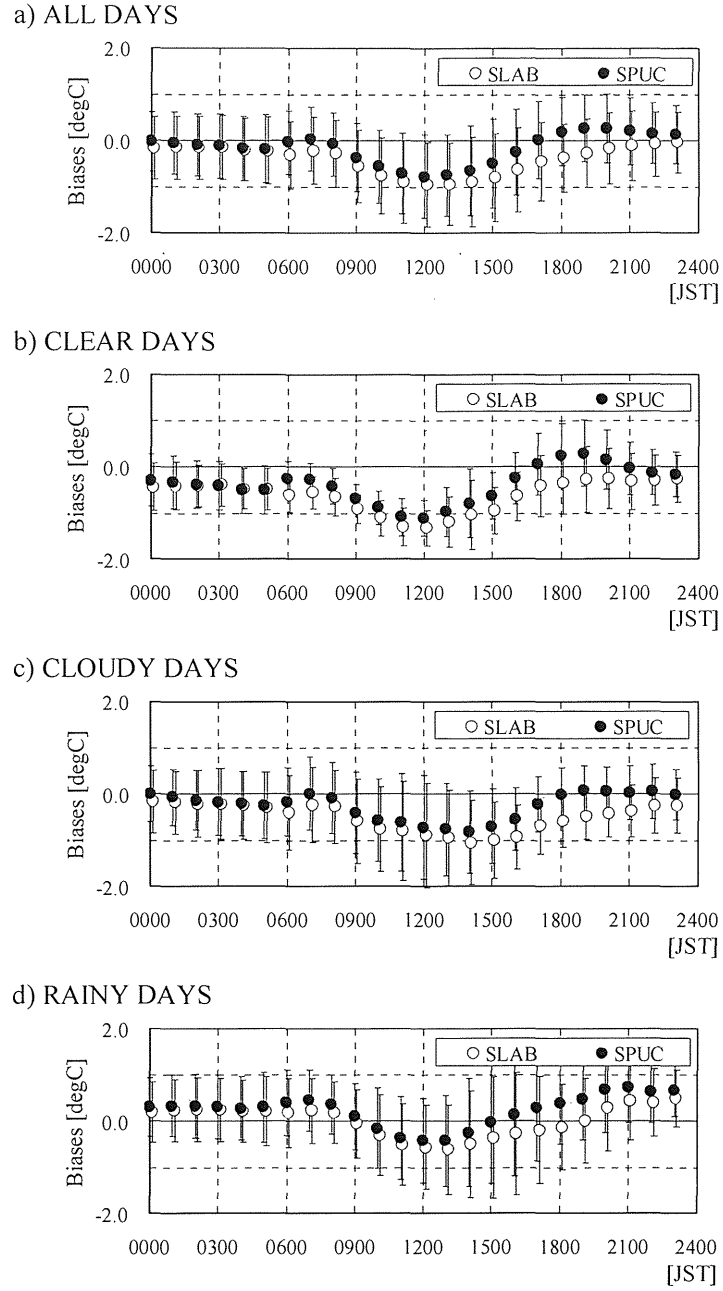 a) ALL DAYS
2.0
SLAB SPUC
Biases [degC]
0.0
-2.0
0000 0300 0600 0900 1200 1500 1800 2100 2400
[JST]
b) CLEAR DAYS
2.0
SLAB SPUC
Biases [degC]
0.0
-2.0
0000 0300 0600 0900 1200 1500 1800 2100 2400
[JST]
c) CLOUDY DAYS
2.0
SLAB SPUC
Biases [degC]
0.0
-2.0
0000 0300 0600 0900 1200 1500 1800 2100 2400
[JST]
d) RAINY DAYS
2.0
SLAB SPUC
Biases [degC]
0.0
-2.0
0000 0300 0600 0900 1200 1500 1800 2100 2400
[JST]